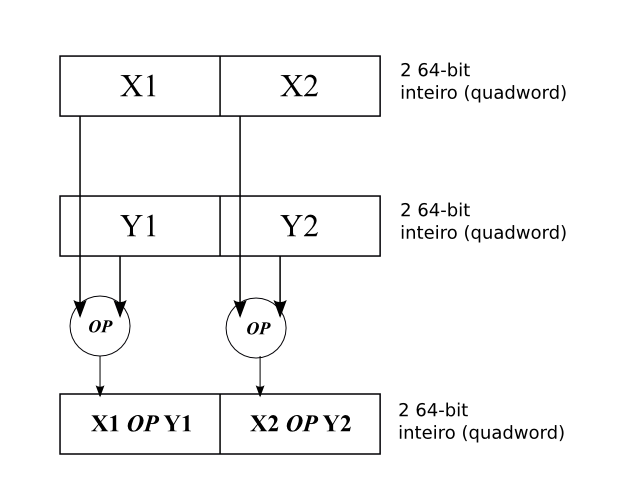 X1 X2 2 64-bit
inteiro (quadword)
Y1 Y2 2 64-bit
inteiro (quadword)
OP OP
X1 OP Y1 X2 OP Y2 2 64-bit
inteiro (quadword)